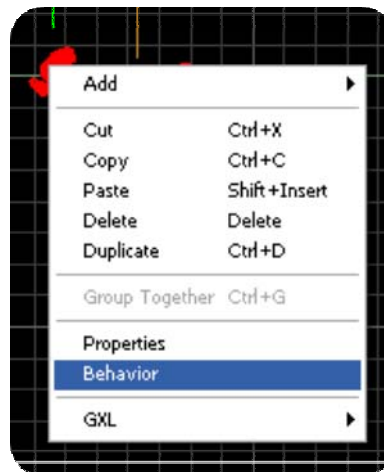 Add
Cut Ctrl+X
Copy Ctrl+C
Paste Shift+Insert
Delete Delete
Duplicate Ctrl+D
Group Together Ctrl+G
Properties
Behavior
GXL